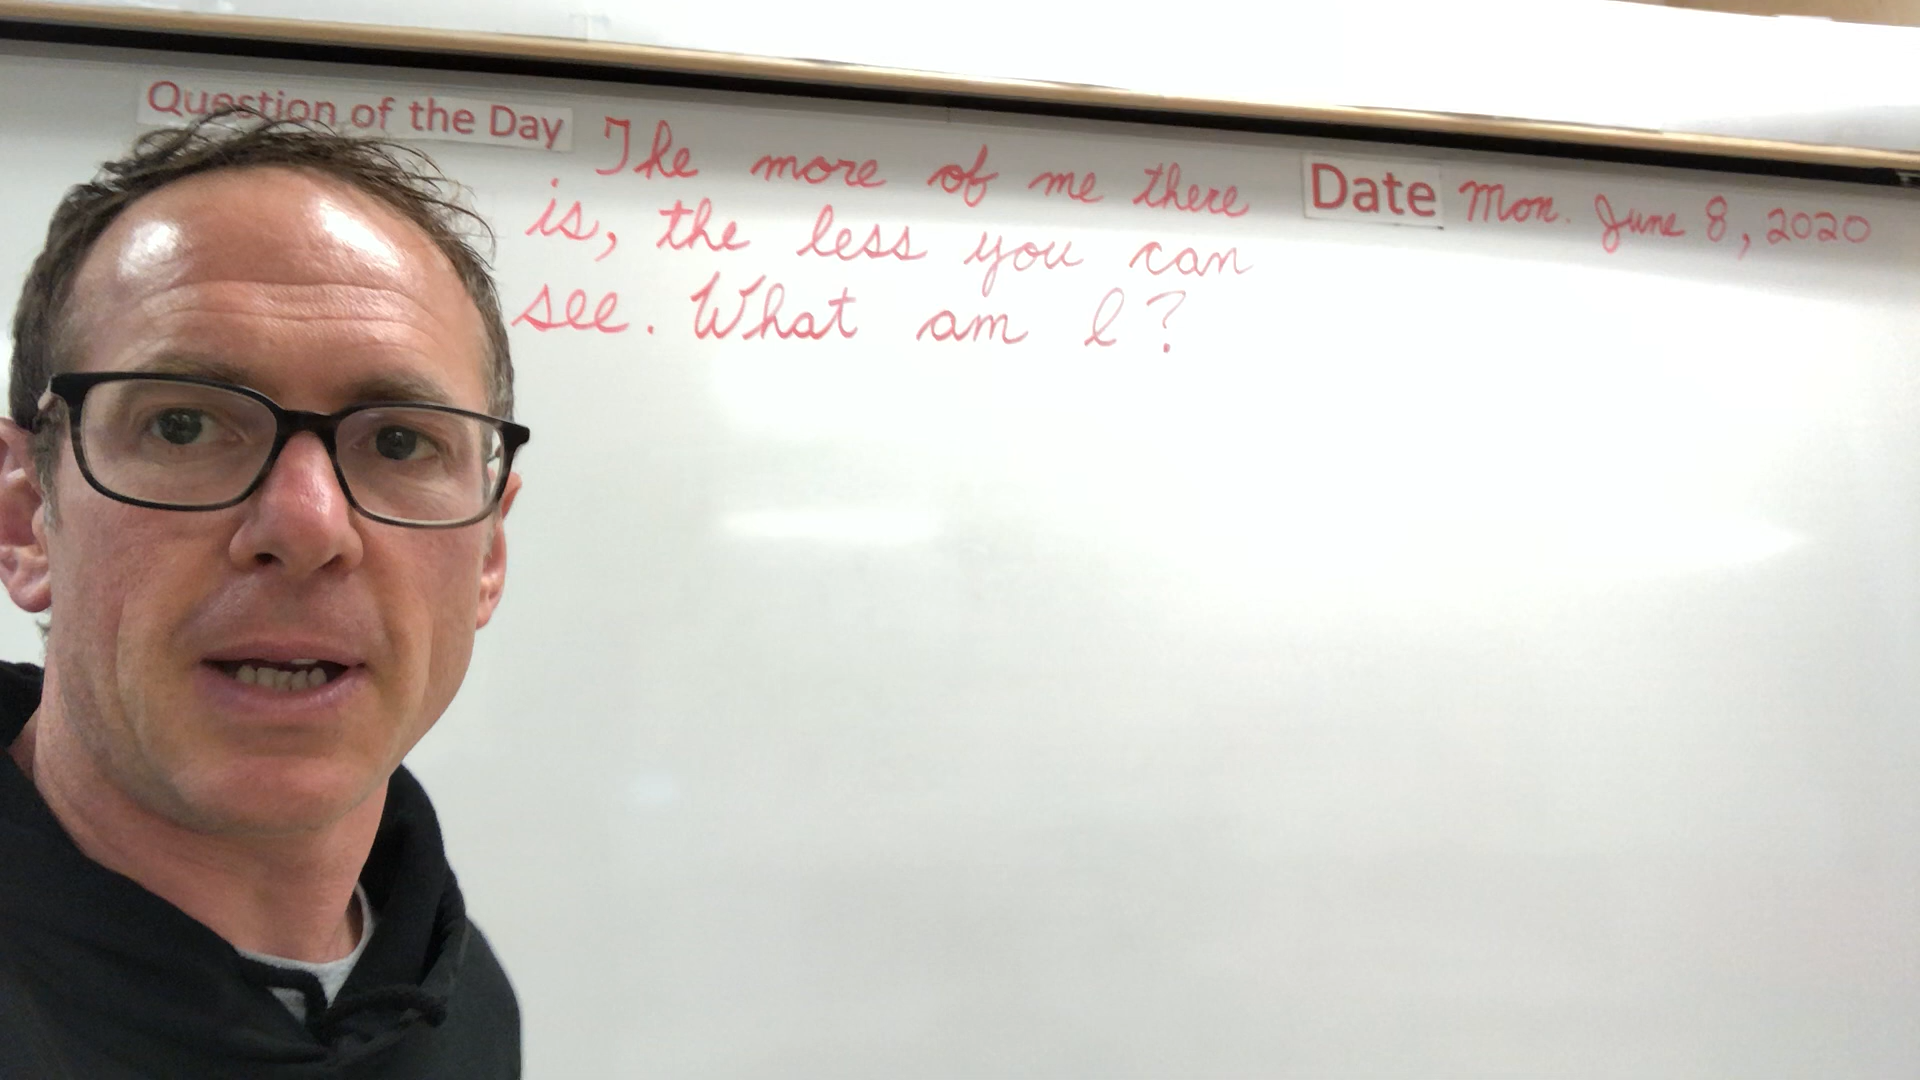 Question of the Day
The more of me there
is, the less you can
see. What am I?
Date Mon. June 8, 2020